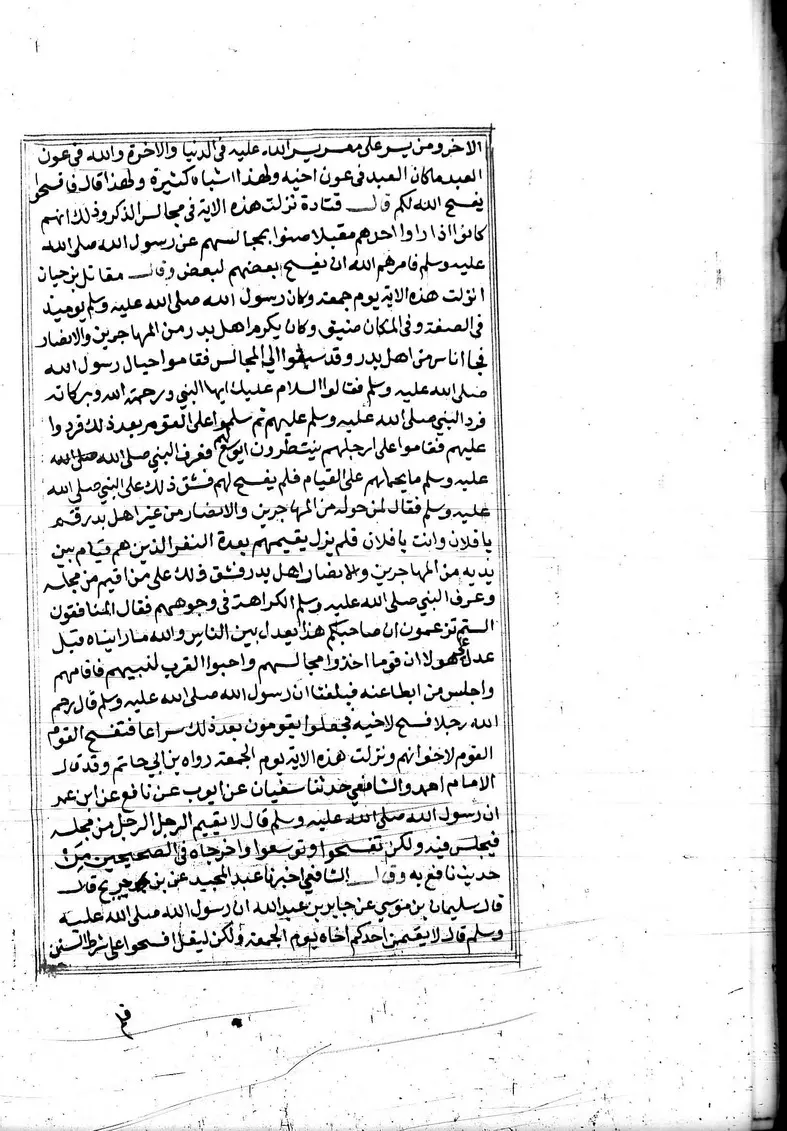 الاخر ومن يسر على معسر يسر الله عليه فى الدنيا والاخرة والله فى عون
العبد ماكان العبد فى عون اخيه ولهذا اشباه كثيرة ولهذا قال فافسحوا
يفسح الله لكم قال قتادة نزلت هذه الاية فى مجالس الذكر وذلك انهم
كانوا اذا راوا احدهم مقبلا ضنوا بمجالسهم عن رسول الله صلى الله
عليه وسلم فامرهم الله ان يفسح بعضهم لبعض وقال مقاتل بن حيان
انزلت هذه الاية يوم جمعة وكان رسول الله صلى الله عليه وسلم يوميذ
فى الصفة وفى المكان ضيق وكان يكرم اهل بدر من المهاجرين والانصار
فجا اناس من اهل بدر وقد سبقوا الى المجالس فقاموا حيال رسول الله
صلى الله عليه وسلم فقالوا السلام عليك ايها النبي ورحمة الله وبركاته
فرد النبي صلى الله عليه وسلم عليهم ثم سلموا على القوم بعد ذلك فردوا
عليهم فقاموا على ارجلهم ينتظرون ان يوسع لهم فعرف النبي صلى الله
عليه وسلم ما يحملهم على القيام فلم يفسح لهم فشق ذلك على النبي صلى الله
عليه وسلم فقال لمن حوله من المهاجرين والانصار من غير اهل بدر قم
يا فلان وانت يا فلان فلم يزل يقيمهم بعدة النفر الذين هم قيام بين
يديه من المهاجرين والانصار اهل بدر فشق ذلك على من اقيم من مجلسه
وعرف النبي صلى الله عليه وسلم الكراهة فى وجوههم فقال المنافقون
الستم تزعمون ان صاحبكم هذا يعدل بين الناس والله ما رايناه قبل
عدل على هولا ان قوما اخذوا مجالسهم واحبوا القرب لنبيهم فاقامهم
واجلس من ابطا عنه فبلغنا ان رسول الله صلى الله عليه وسلم قال رحم
الله رجلا فسح لاخيه فجعلوا يقومون بعد ذلك سراعا فتفسح القوم
القوم لاخوانهم ونزلت هذه الاية يوم الجمعة رواه بن ابي حاتم وقد قال
الامام احمد والشافعي حدثنا سفيان عن ايوب عن نافع عن ابن عمر
ان رسول الله صلى الله عليه وسلم قال لا يقيم الرجل الرجل من مجلسه
فيجلس فيه ولكن تفسحوا وتوسعوا واخرجاه فى الصحيحين من
حديث نافع به وقال الشافعي اخبرنا عبد المجيد عن بن جريج قال
قال سليمان بن موسي عن جابر بن عبد الله ان رسول الله صلى الله عليه
وسلم قال لا يقيمن احدكم اخاه يوم الجمعة ولكن ليقل افسحوا على شرط السنن